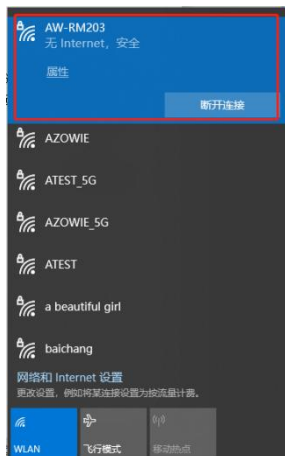 AW-RM203
无 Internet，安全
属性
断开连接
AZOWIE
ATEST_5G
AZOWIE_5G
ATEST
a beautiful girl
baichang
网络和 Internet 设置
更改设置，例如将某连接设置为按流量计费。
WLAN
飞行模式
移动热点